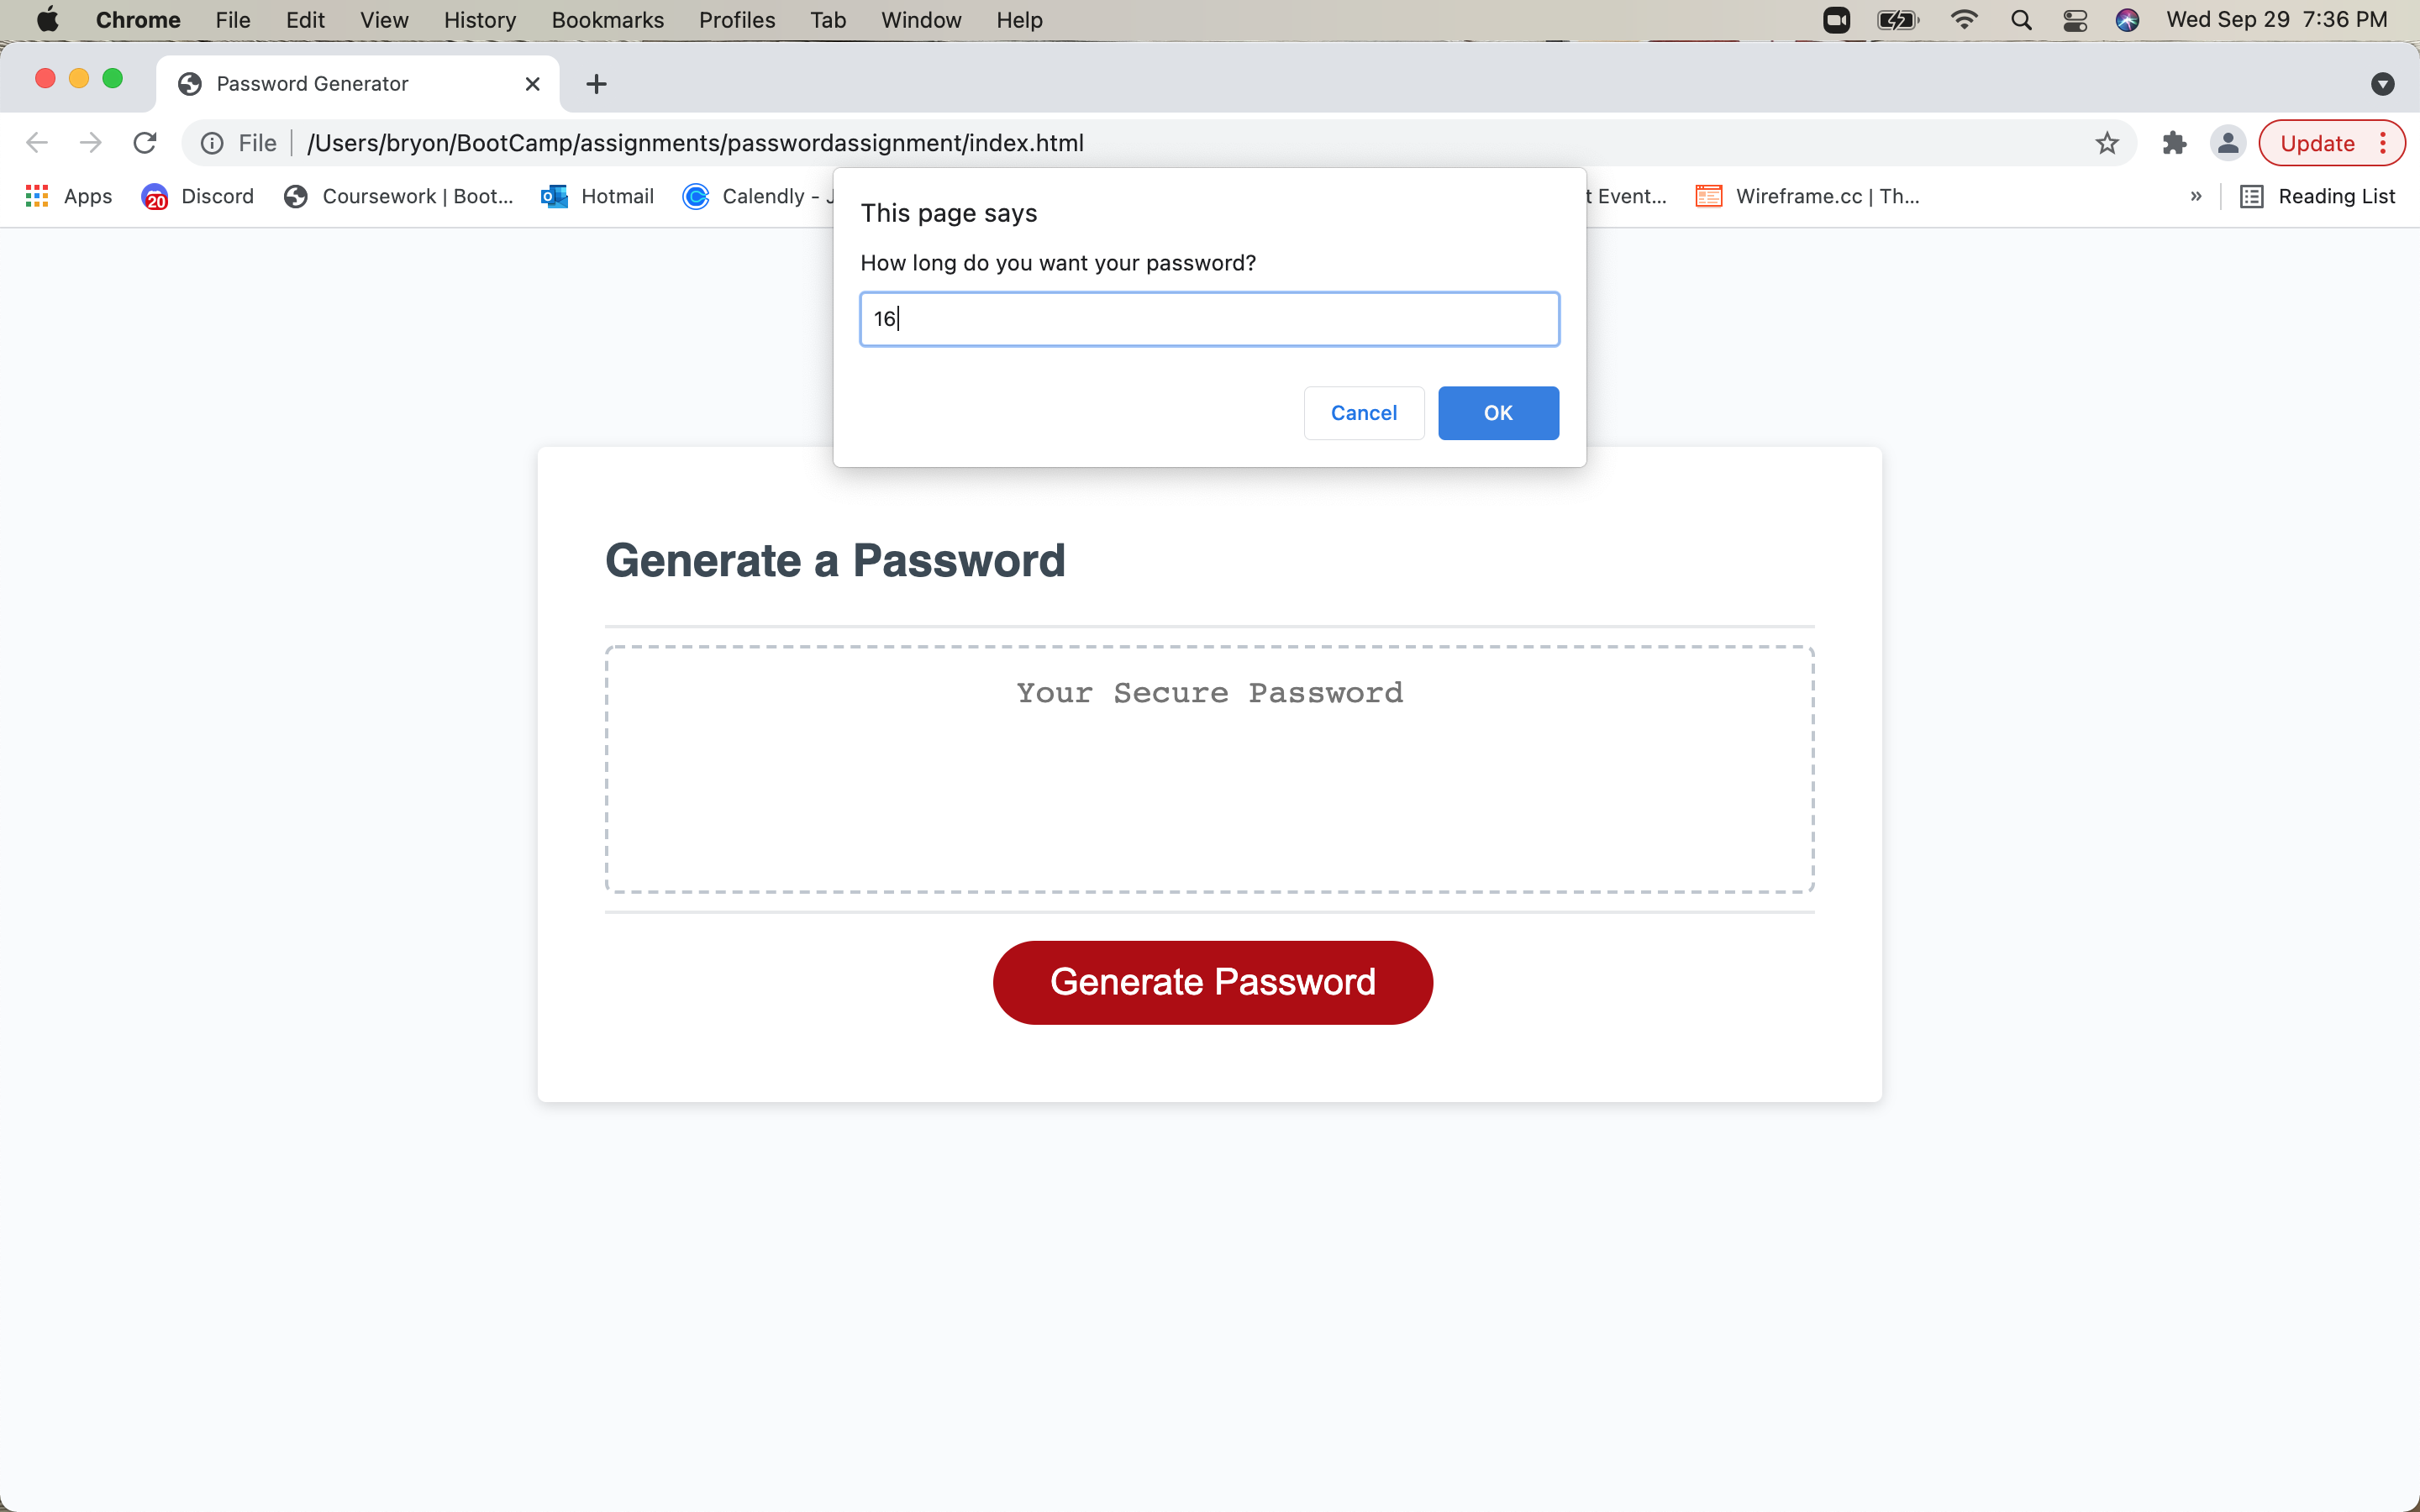 Chrome File Edit View History Bookmarks Profiles Tab Window Help Wed Sep 29 7:36 PM
Password Generator
File /Users/bryon/BootCamp/assignments/passwordassignment/index.html Update
Apps 20 Discord Coursework | Boot... Hotmail Calendly - J t Event... Wireframe.cc | Th... » Reading List
This page says
How long do you want your password?
16
Cancel OK
Generate a Password
Your Secure Password
Generate Password